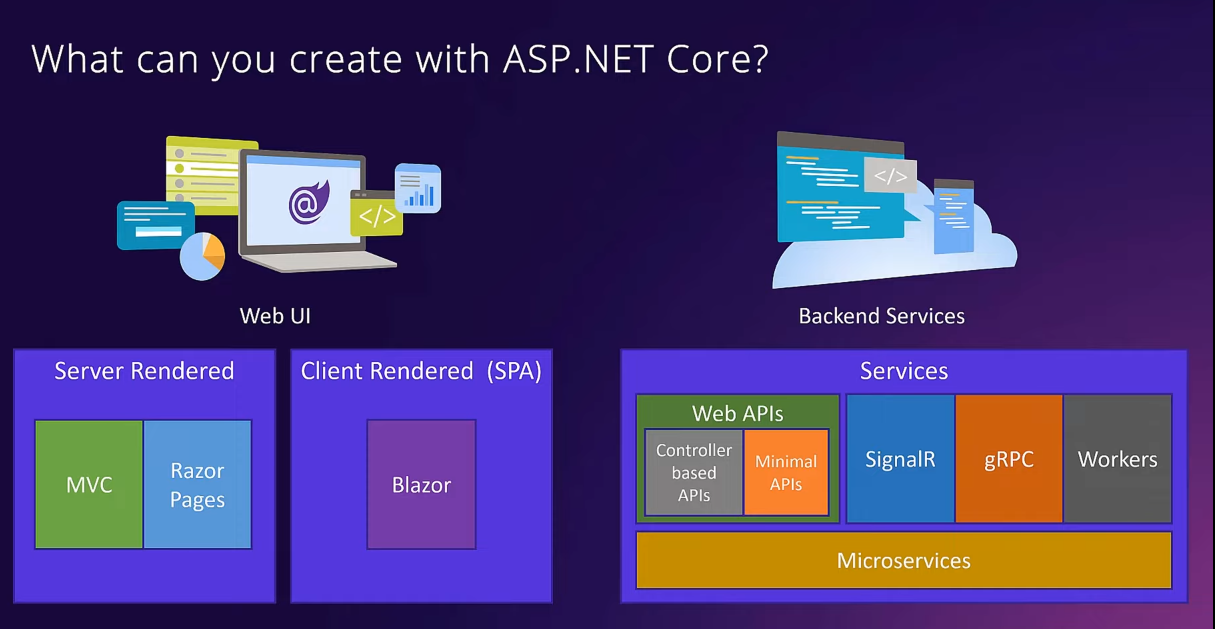 What can you create with ASP.NET Core?
@
</>
</>
Web UI
Backend Services
Server Rendered
MVC
Razor
Pages
Client Rendered (SPA)
Blazor
Services
Web APIs
Controller
based
APIs
Minimal
APIs
SignalR
gRPC
Workers
Microservices